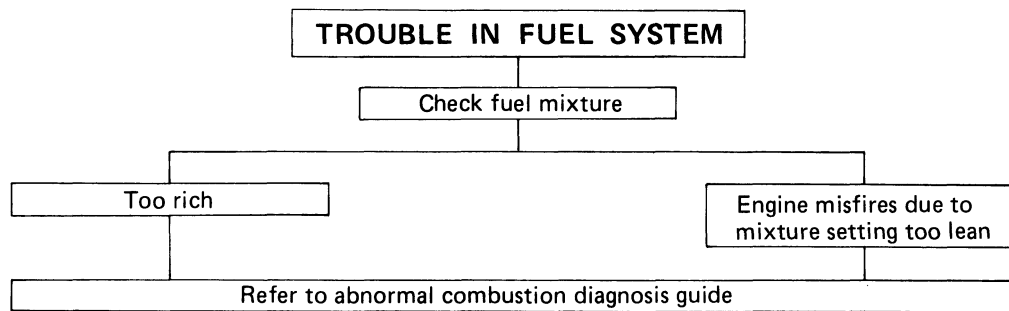 TROUBLE IN FUEL SYSTEM
Check fuel mixture
Too rich
Engine misfires due to
mixture setting too lean
Refer to abnormal combustion diagnosis guide